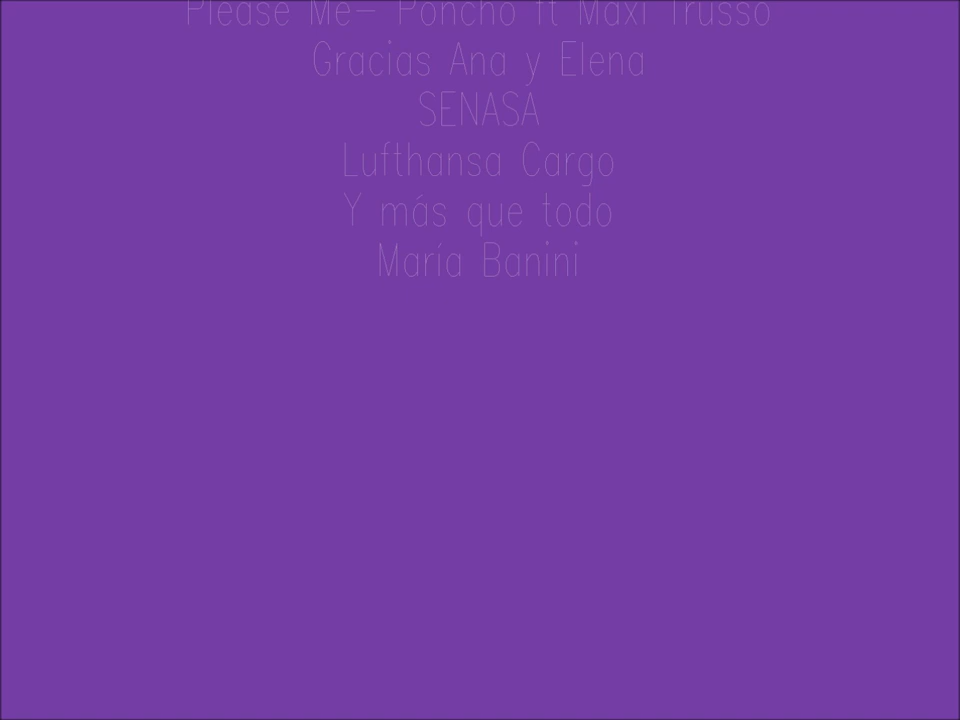 Please Me- Poncho ft Maxi Trusso
Gracias Ana y Elena
SENASA
Lufthansa Cargo
Y más que todo
María Banini